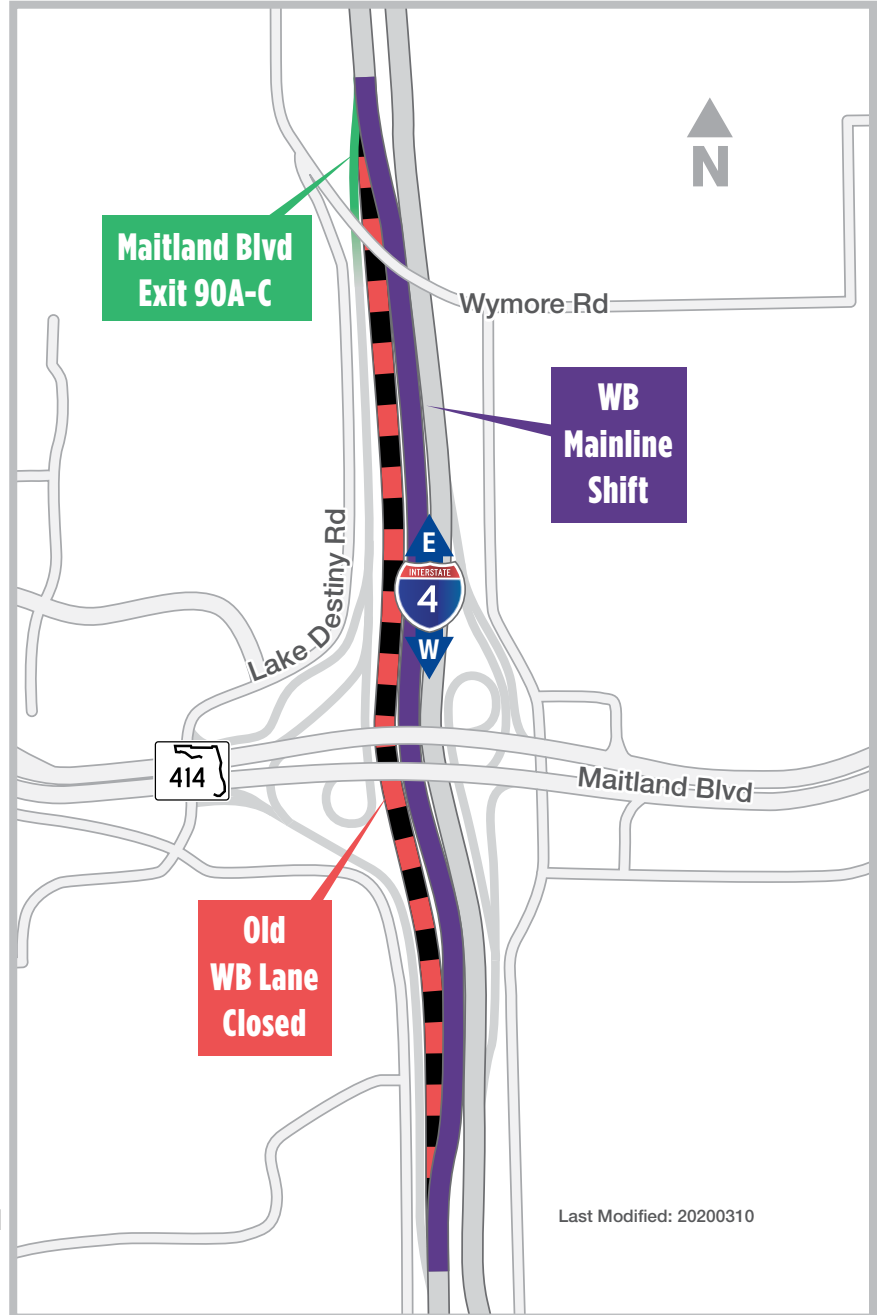 N
Maitland Blvd
Exit 90A-C
Wymore Rd
WB
Mainline
Shift
E
INTERSTATE
4
W
Lake Destiny Rd
414
Maitland Blvd
Old
WB Lane
Closed
Last Modified: 20200310